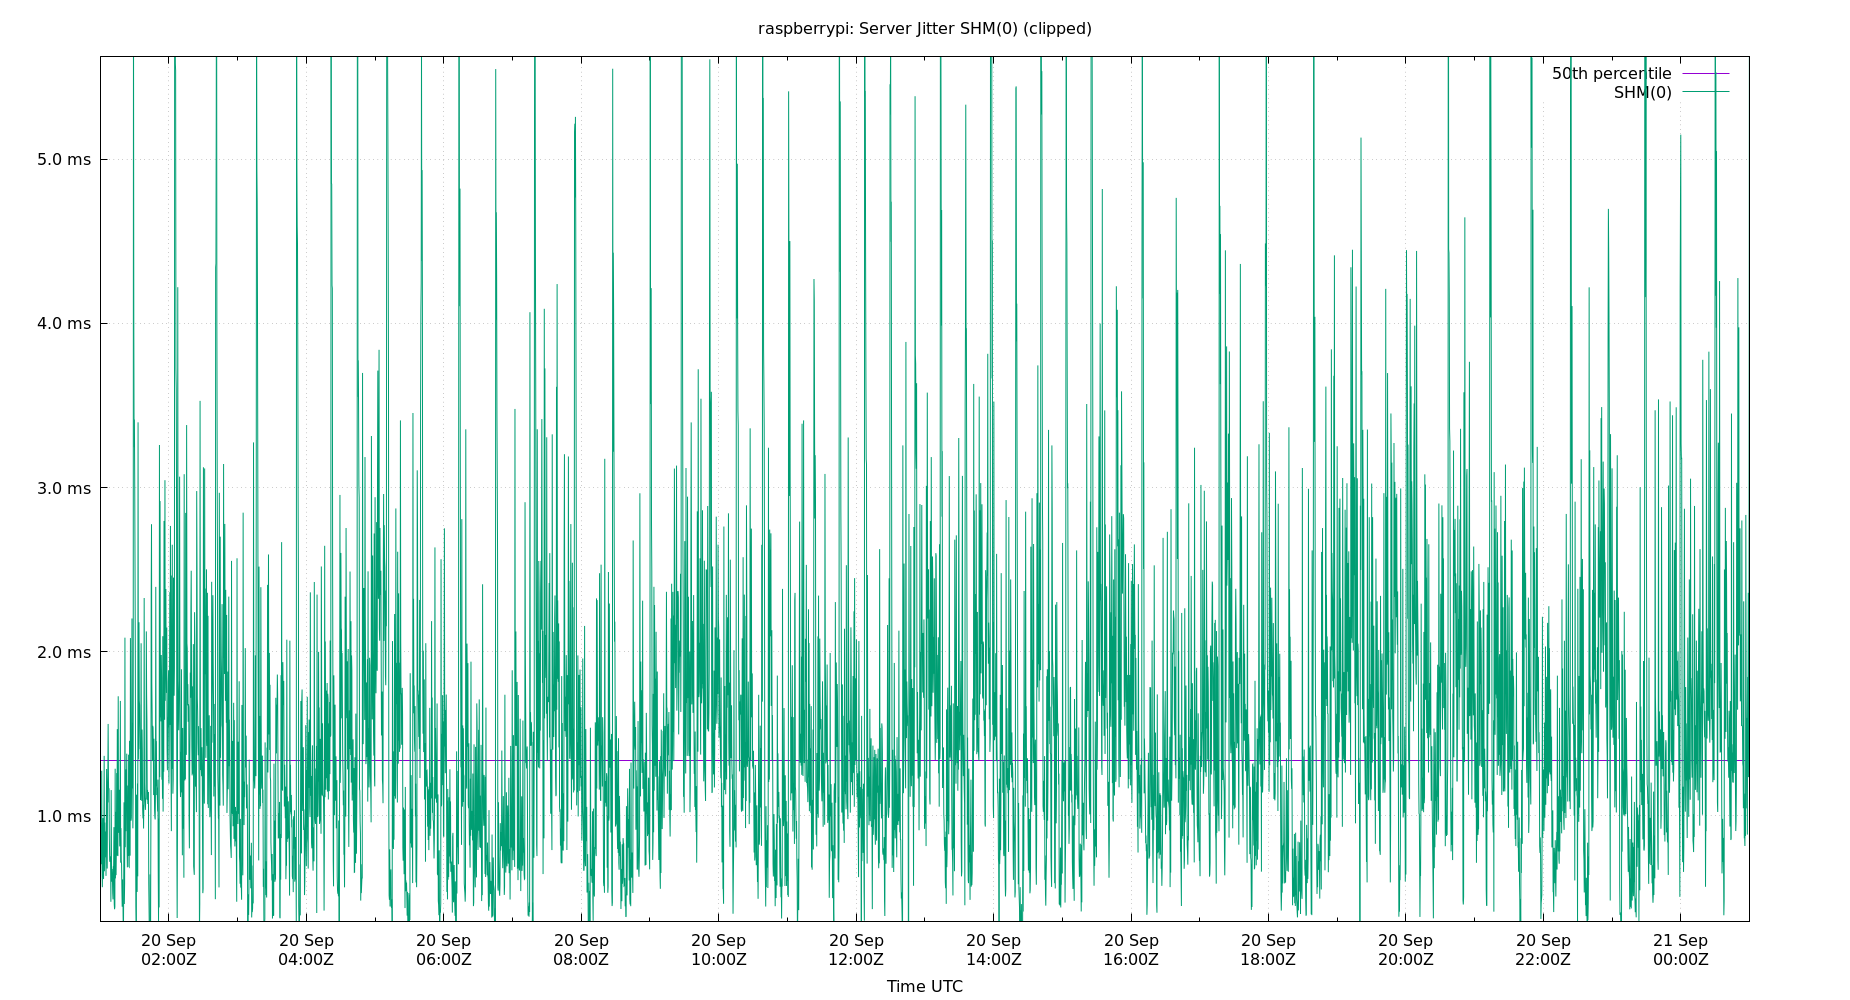 raspberrypi: Server Jitter SHM(0) (clipped)
50th percentile
SHM(0)
5.0 ms
4.0 ms
3.0 ms
2.0 ms
1.0 ms
20 Sep 20 Sep 20 Sep 20 Sep 20 Sep 20 Sep 20 Sep 20 Sep 20 Sep 20 Sep 20 Sep 21 Sep
02:00Z 04:00Z 06:00Z 08:00Z 10:00Z 12:00Z 14:00Z 16:00Z 18:00Z 20:00Z 22:00Z 00:00Z
Time UTC